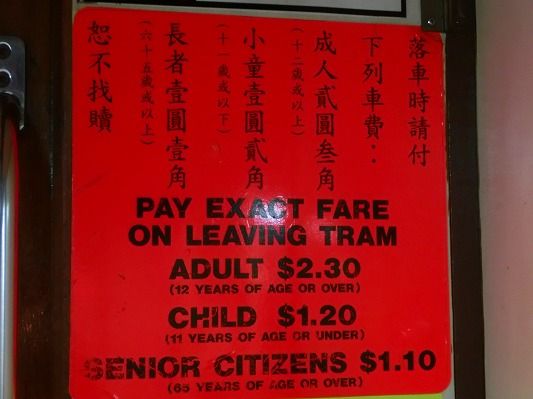 落車時請付
下列車費：
成人貳圓叁角
（十二歲或以上）
小童壹圓貳角
（十一歲或以下）
長者壹圓壹角
（六十五歲或以上）
恕不找贖
PAY EXACT FARE
ON LEAVING TRAM
ADULT $2.30
(12 YEARS OF AGE OR OVER)
CHILD $1.20
(11 YEARS OF AGE OR UNDER)
SENIOR CITIZENS $1.10
(65 YEARS OF AGE OR OVER)